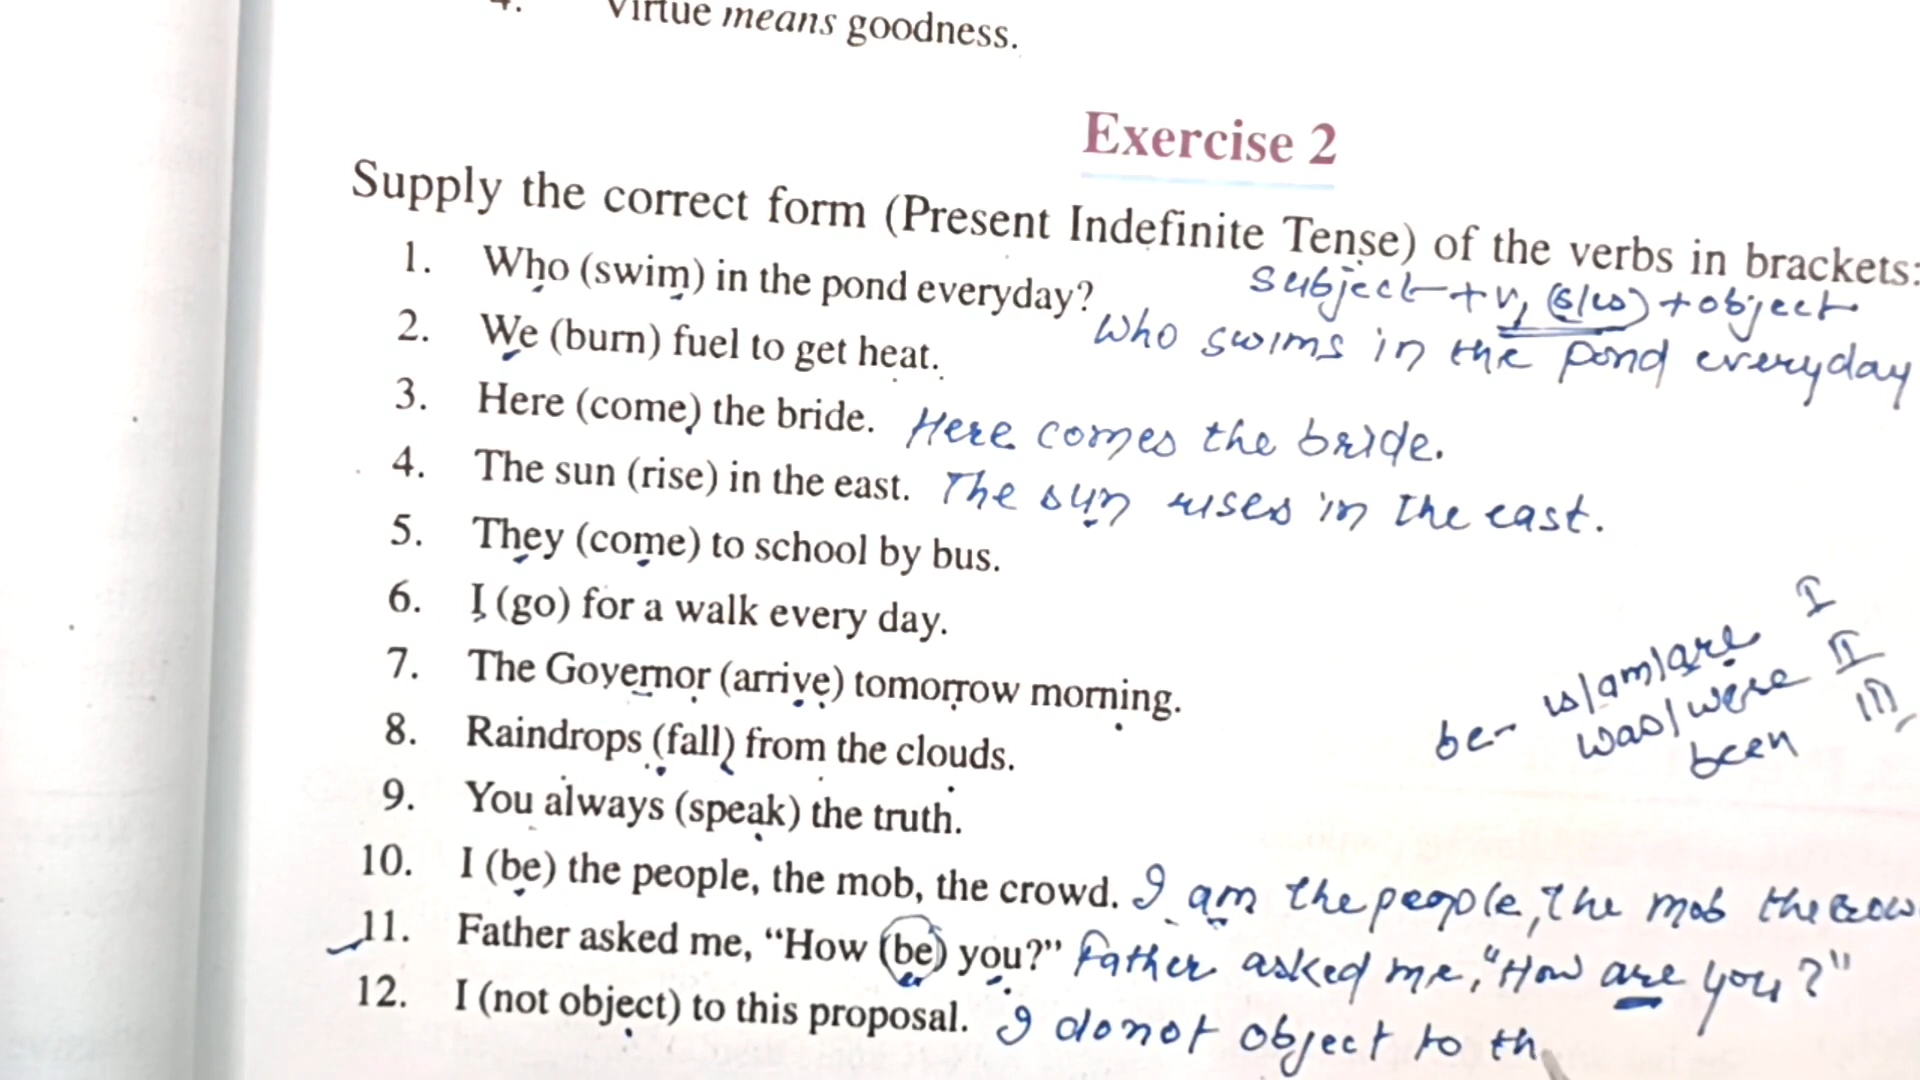 4. Virtue means goodness.
Exercise 2
Supply the correct form (Present Indefinite Tense) of the verbs in brackets:
1. Who (swim) in the pond everyday?
subject + V1 (s/es) + object
who swims in the pond everyday
2. We (burn) fuel to get heat.
3. Here (come) the bride. Here comes the bride.
4. The sun (rise) in the east. The sun rises in the east.
5. They (come) to school by bus.
6. I (go) for a walk every day.
7. The Governor (arrive) tomorrow morning.
be- is/am/are I
was/were II
been III
8. Raindrops (fall) from the clouds.
9. You always (speak) the truth.
10. I (be) the people, the mob, the crowd. I am the people, the mob the crow
11. Father asked me, “How (be) you?” Father asked me, "How are you?"
12. I (not object) to this proposal. I donot object to th